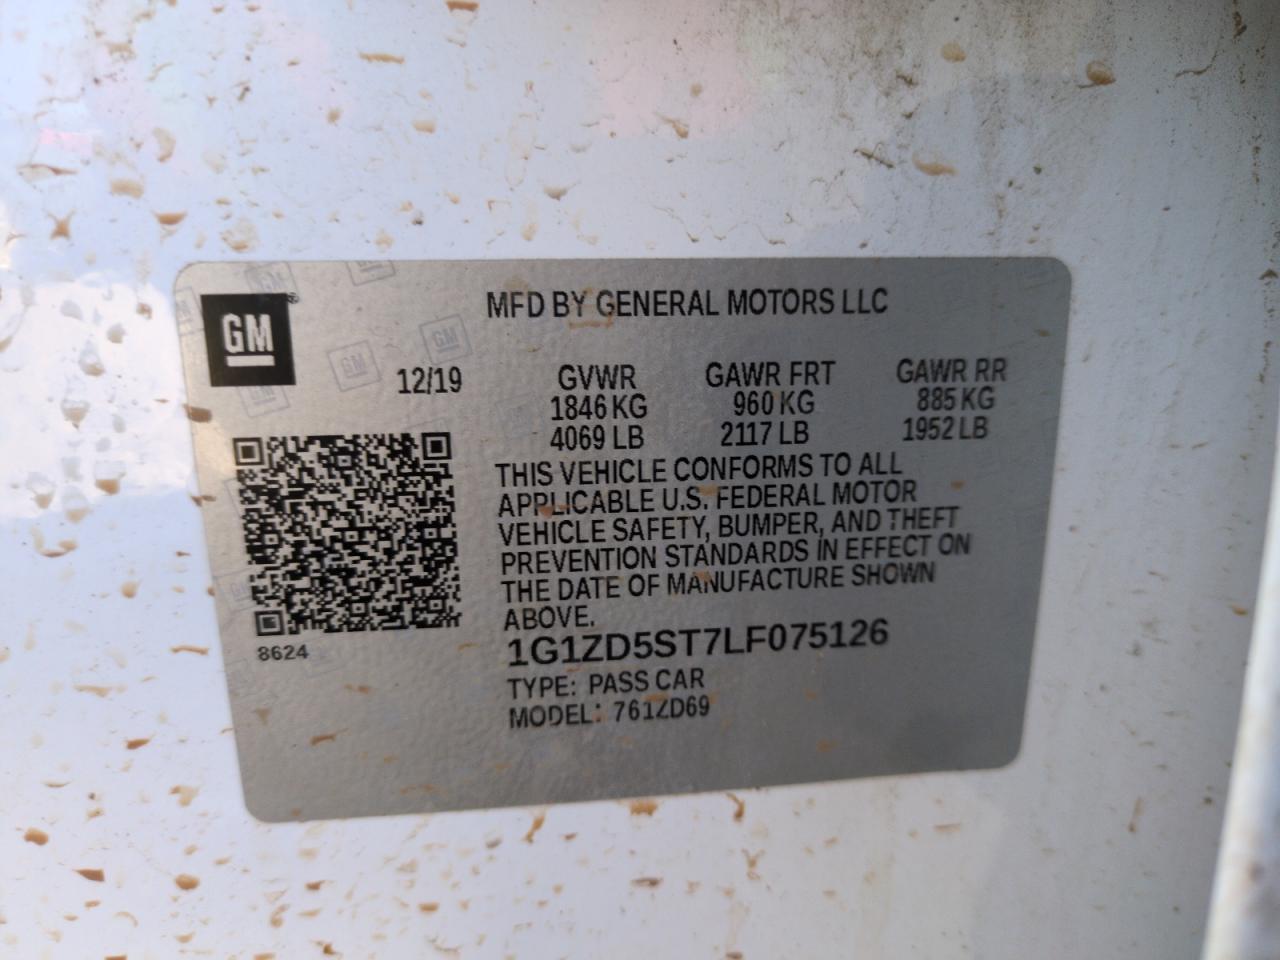 GM
MFD BY GENERAL MOTORS LLC
12/19 GVWR GAWR FRT GAWR RR
1846 KG 960 KG 885 KG
4069 LB 2117 LB 1952 LB
THIS VEHICLE CONFORMS TO ALL
APPLICABLE U.S. FEDERAL MOTOR
VEHICLE SAFETY, BUMPER, AND THEFT
PREVENTION STANDARDS IN EFFECT ON
THE DATE OF MANUFACTURE SHOWN
ABOVE.
8624
1G1ZD5ST7LF075126
TYPE: PASS CAR
MODEL: 761ZD69